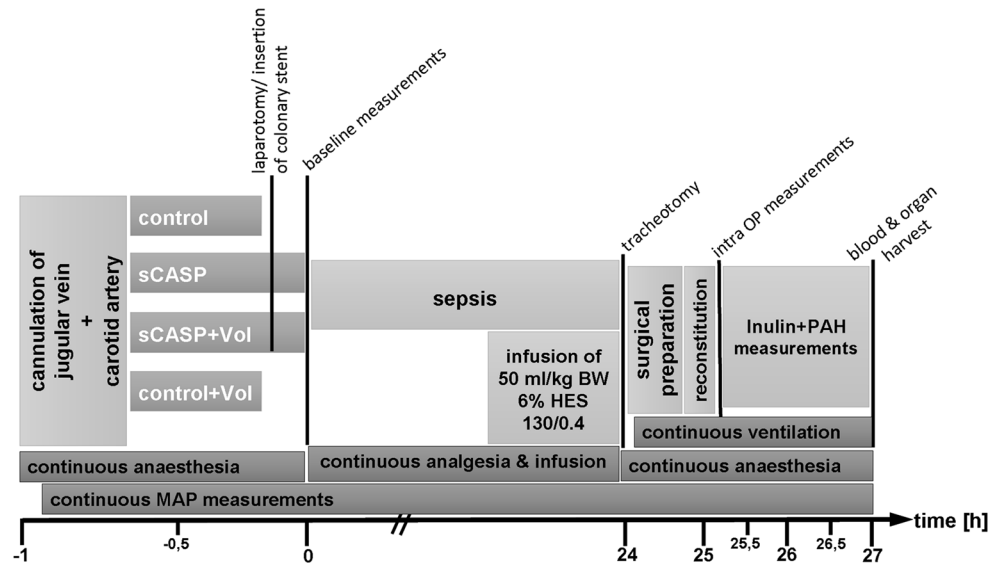 laparotomy/ insertion
of colonary stent
baseline measurements
tracheotomy
intra OP measurements
blood & organ
harvest
cannulation of
jugular vein
+
carotid artery
control
sCASP
sCASP+Vol
control+Vol
sepsis
infusion of
50 ml/kg BW
6% HES
130/0.4
surgical
preparation
reconstitution
Inulin+PAH
measurements
continuous ventilation
continuous anaesthesia
continuous analgesia & infusion
continuous anaesthesia
continuous MAP measurements
time [h]
-1
-0,5
0
24
25
25,5
26
26,5
27